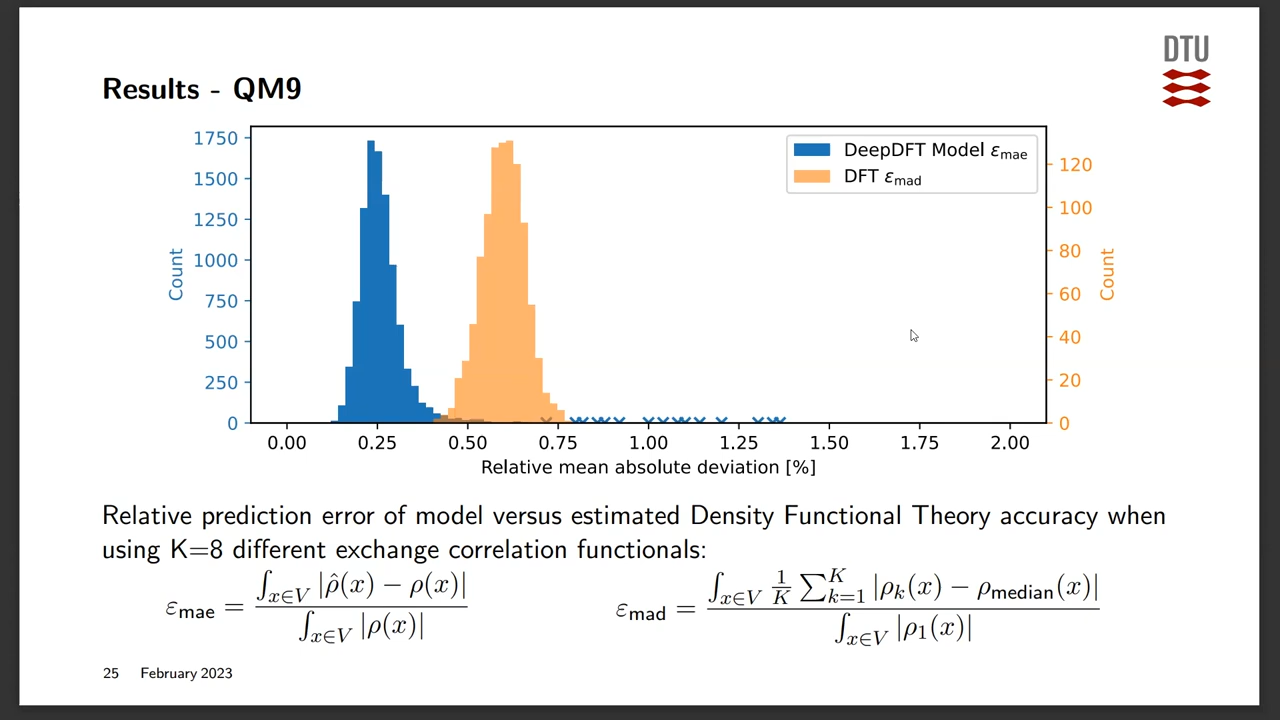 DTU
Results - QM9
1750
1500
1250
1000
750
500
250
0
Count
DeepDFT Model εmae
DFT εmad
120
100
80
60
40
20
0
Count
0.00 0.25 0.50 0.75 1.00 1.25 1.50 1.75 2.00
Relative mean absolute deviation [%]
Relative prediction error of model versus estimated Density Functional Theory accuracy when
using K=8 different exchange correlation functionals:
εmae = ∫x∈V |ρ̂(x) − ρ(x)| / ∫x∈V |ρ(x)|
εmad = ∫x∈V 1/K ∑k=1^K |ρk(x) − ρmedian(x)| / ∫x∈V |ρ1(x)|
25 February 2023